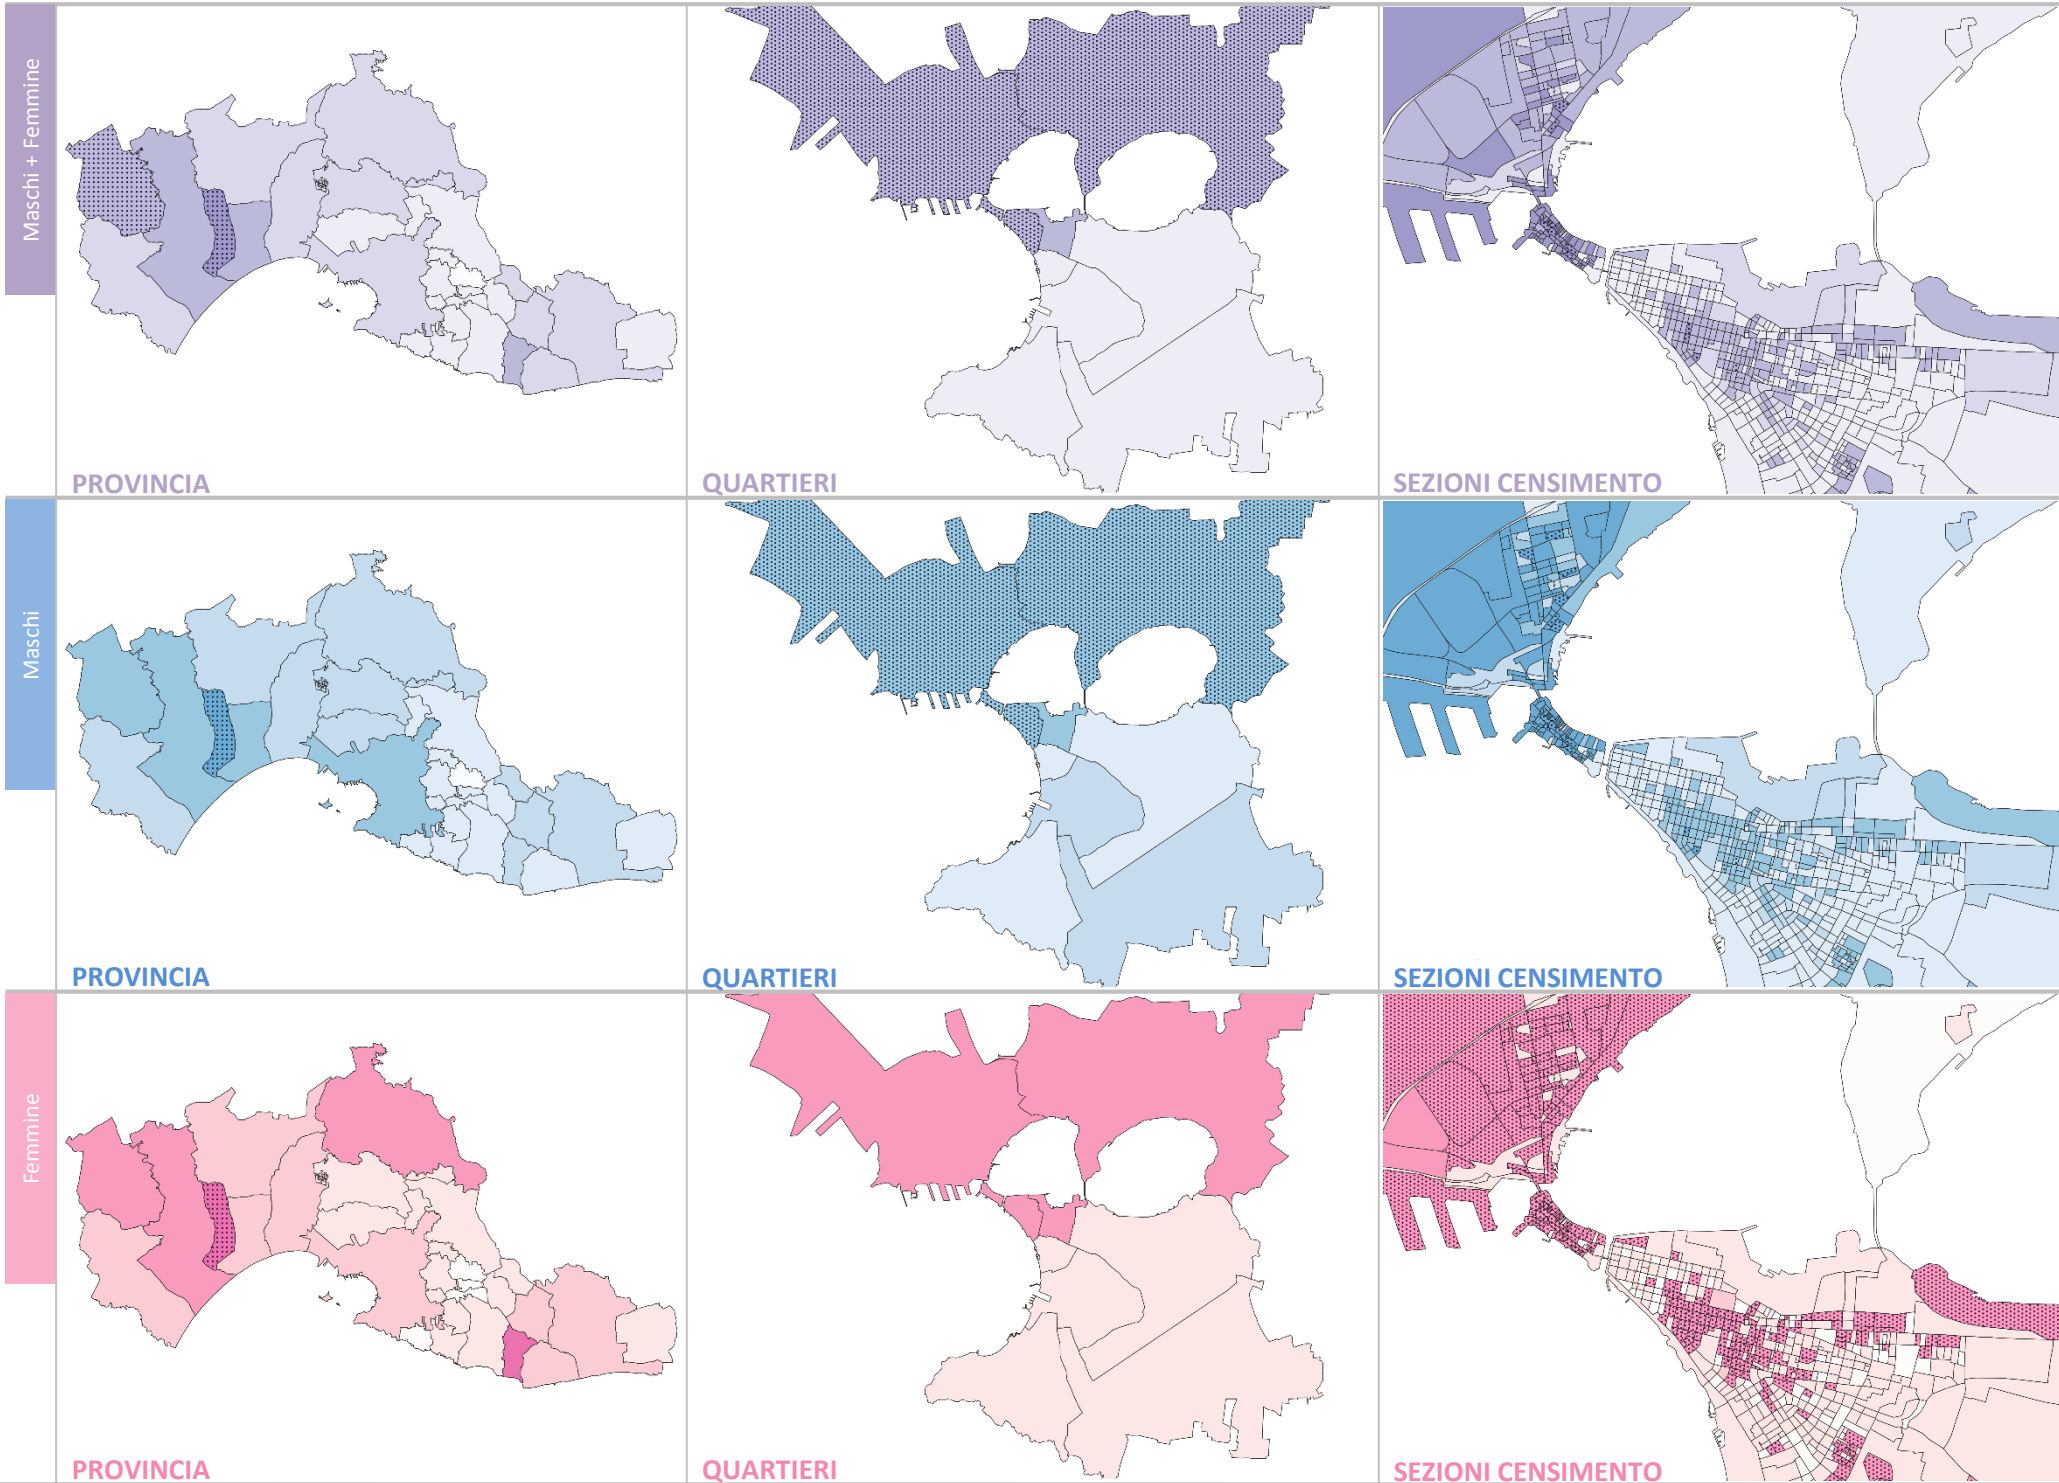 Maschi + Femmine
PROVINCIA
QUARTIERI
SEZIONI CENSIMENTO
Maschi
PROVINCIA
QUARTIERI
SEZIONI CENSIMENTO
Femmine
PROVINCIA
QUARTIERI
SEZIONI CENSIMENTO